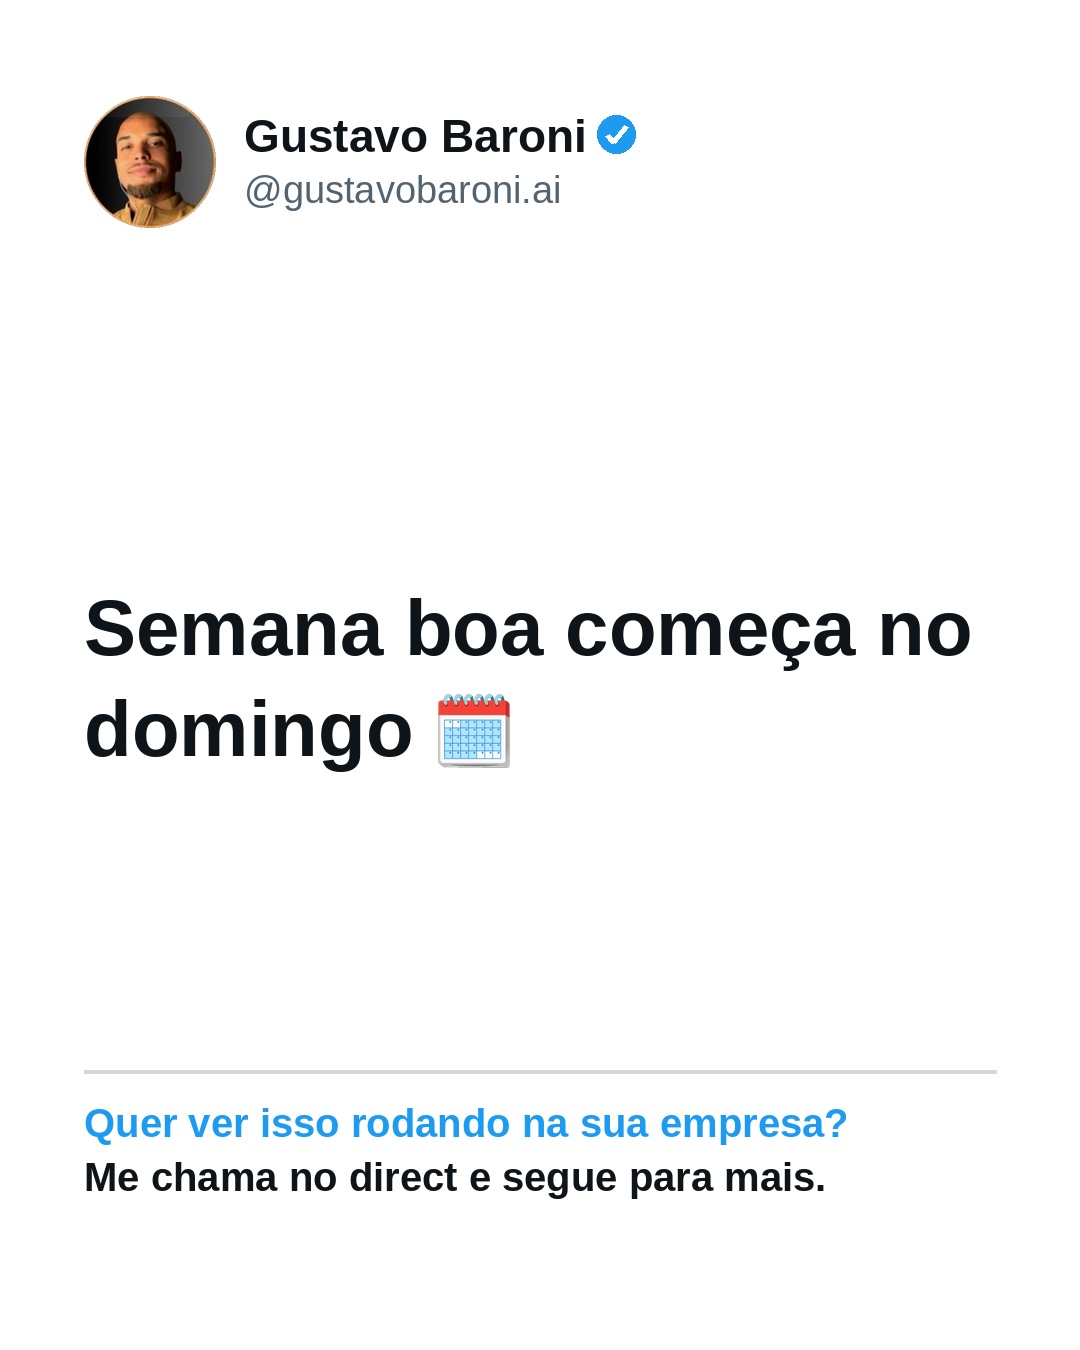 Gustavo Baroni
@gustavobaroni.ai
Semana boa começa no
domingo 🗓️
Quer ver isso rodando na sua empresa?
Me chama no direct e segue para mais.